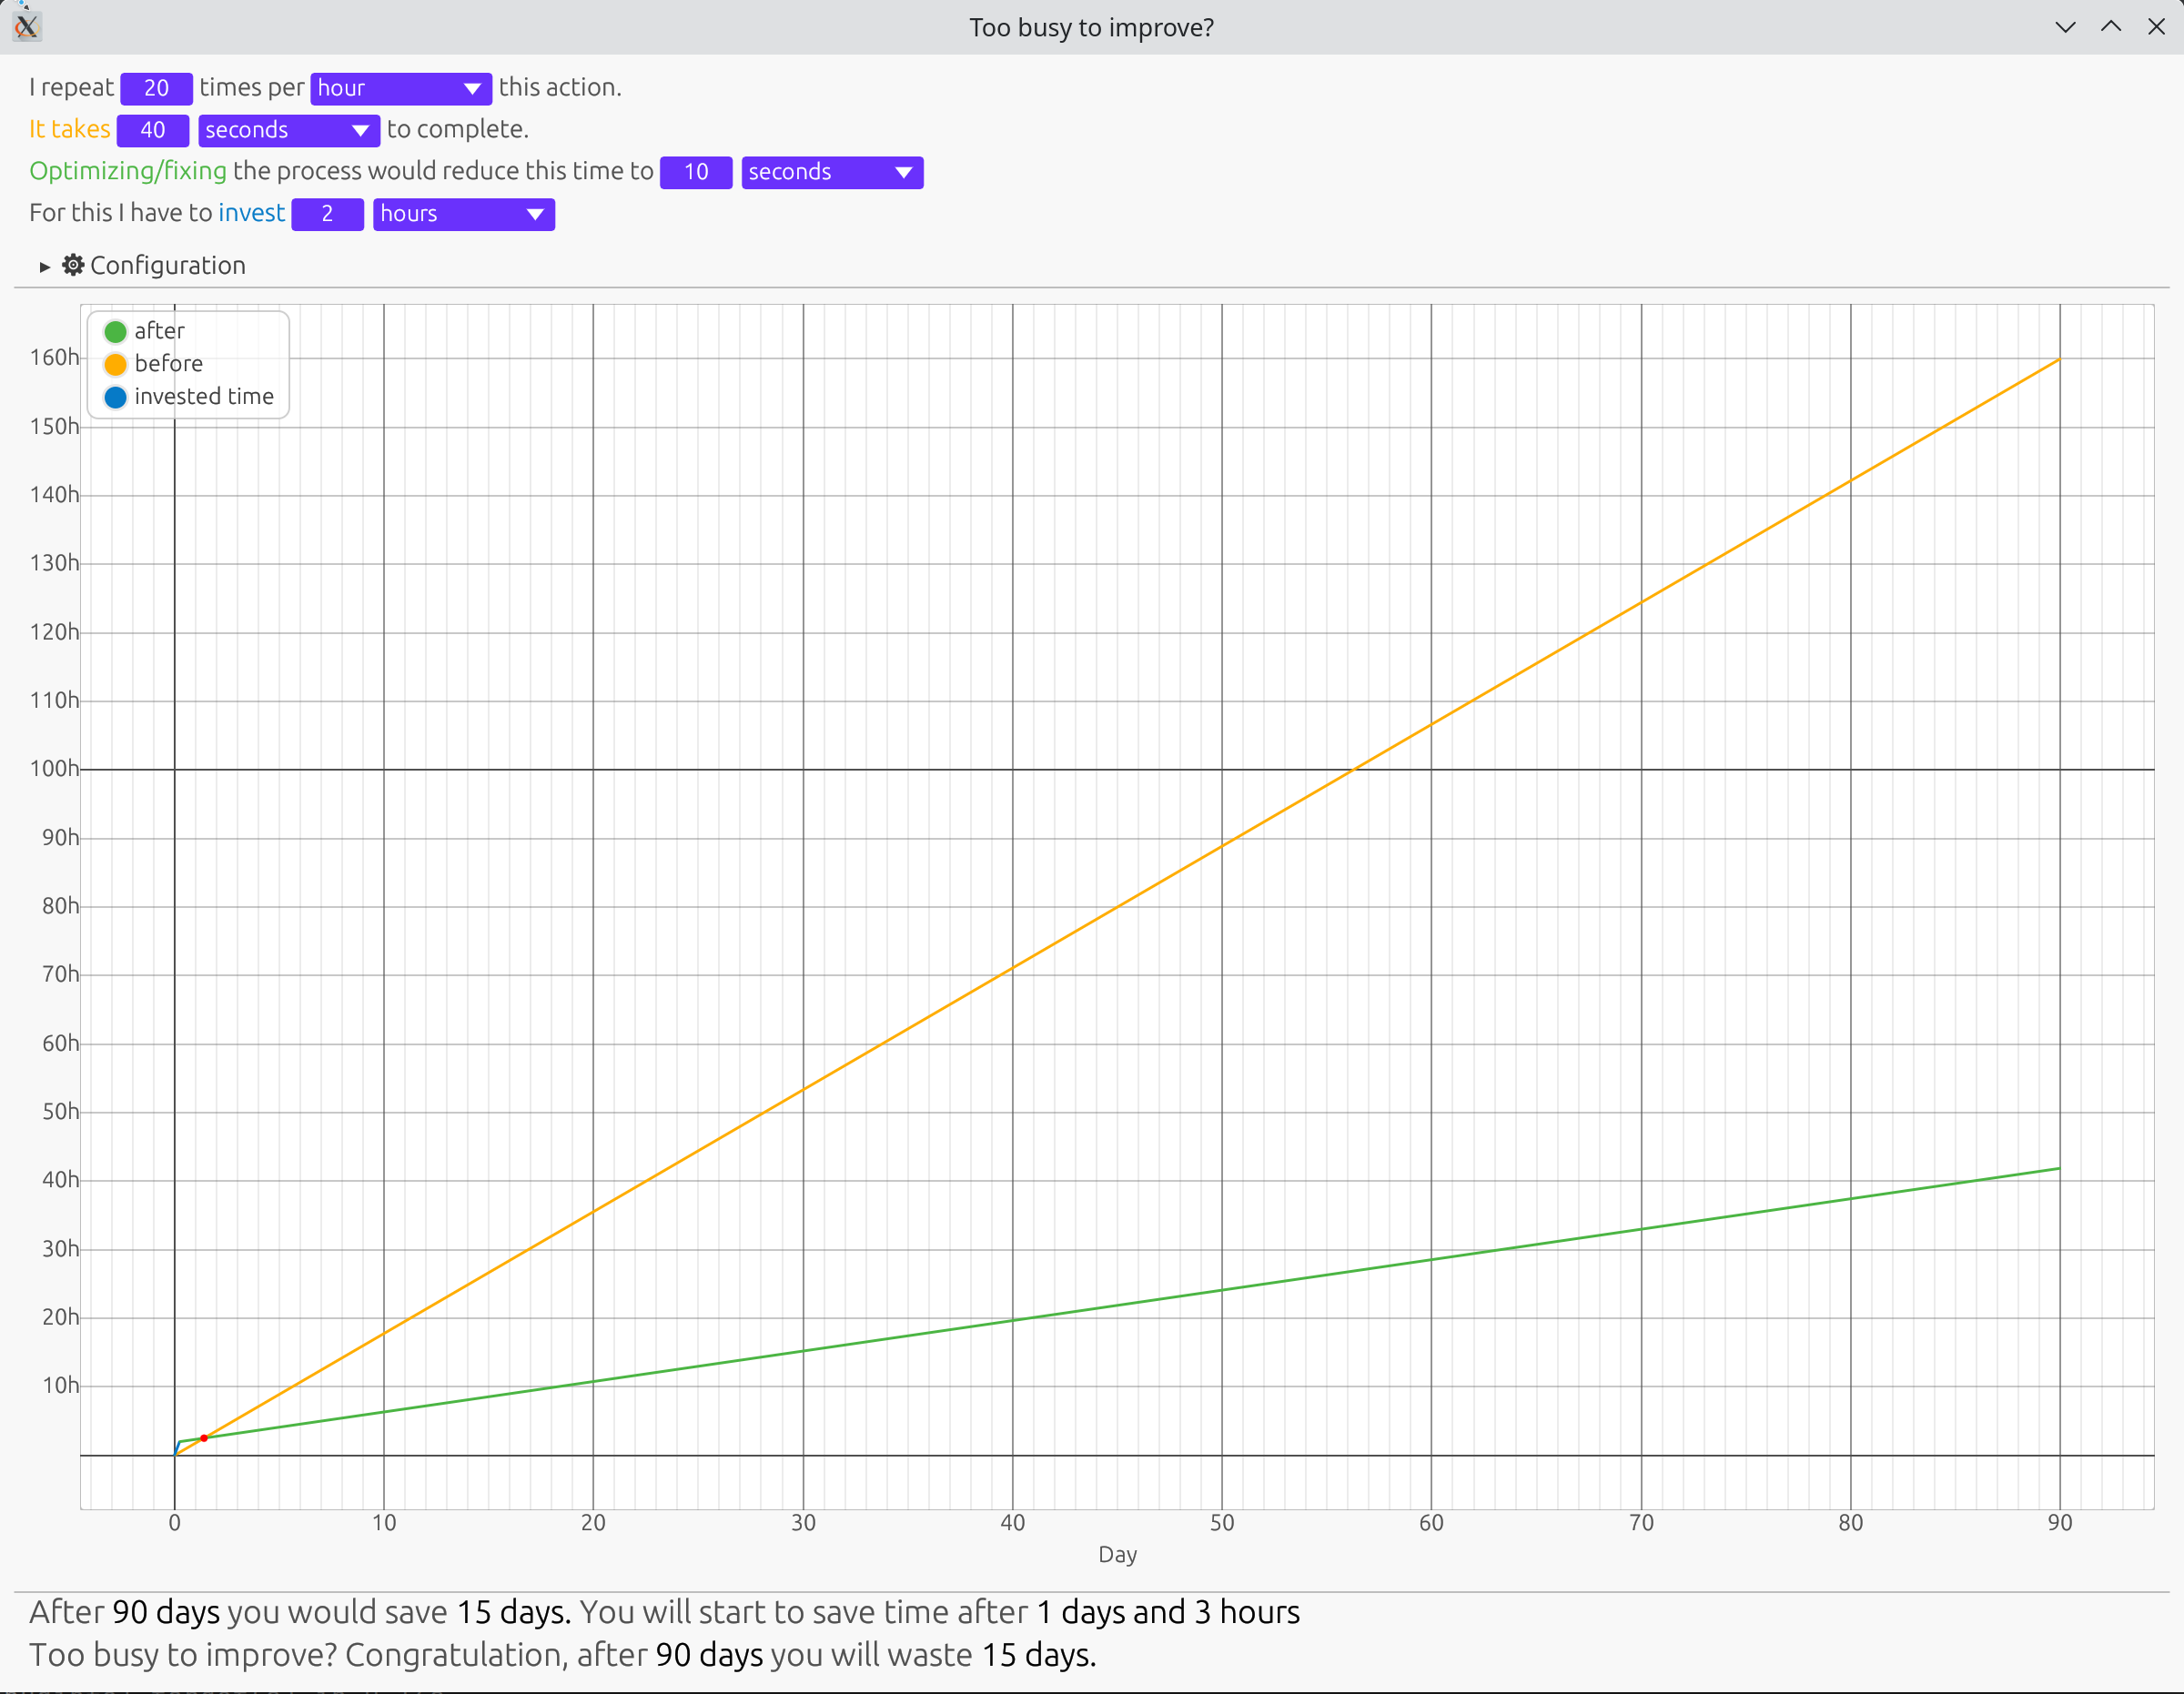 Too busy to improve?
I repeat 20 times per hour this action.
It takes 40 seconds to complete.
Optimizing/fixing the process would reduce this time to 10 seconds
For this I have to invest 2 hours
Configuration
after
before
invested time
160h
150h
140h
130h
120h
110h
100h
90h
80h
70h
60h
50h
40h
30h
20h
10h
0 10 20 30 40 50 60 70 80 90
Day
After 90 days you would save 15 days. You will start to save time after 1 days and 3 hours
Too busy to improve? Congratulation, after 90 days you will waste 15 days.